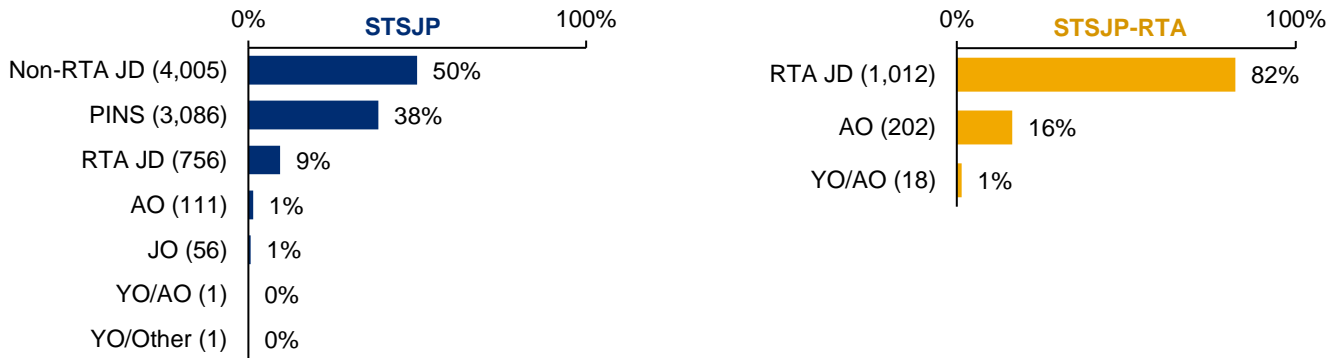 0% 100%
STSJP
Non-RTA JD (4,005) 50%
PINS (3,086) 38%
RTA JD (756) 9%
AO (111) 1%
JO (56) 1%
YO/AO (1) 0%
YO/Other (1) 0%
0% 100%
STSJP-RTA
RTA JD (1,012) 82%
AO (202) 16%
YO/AO (18) 1%